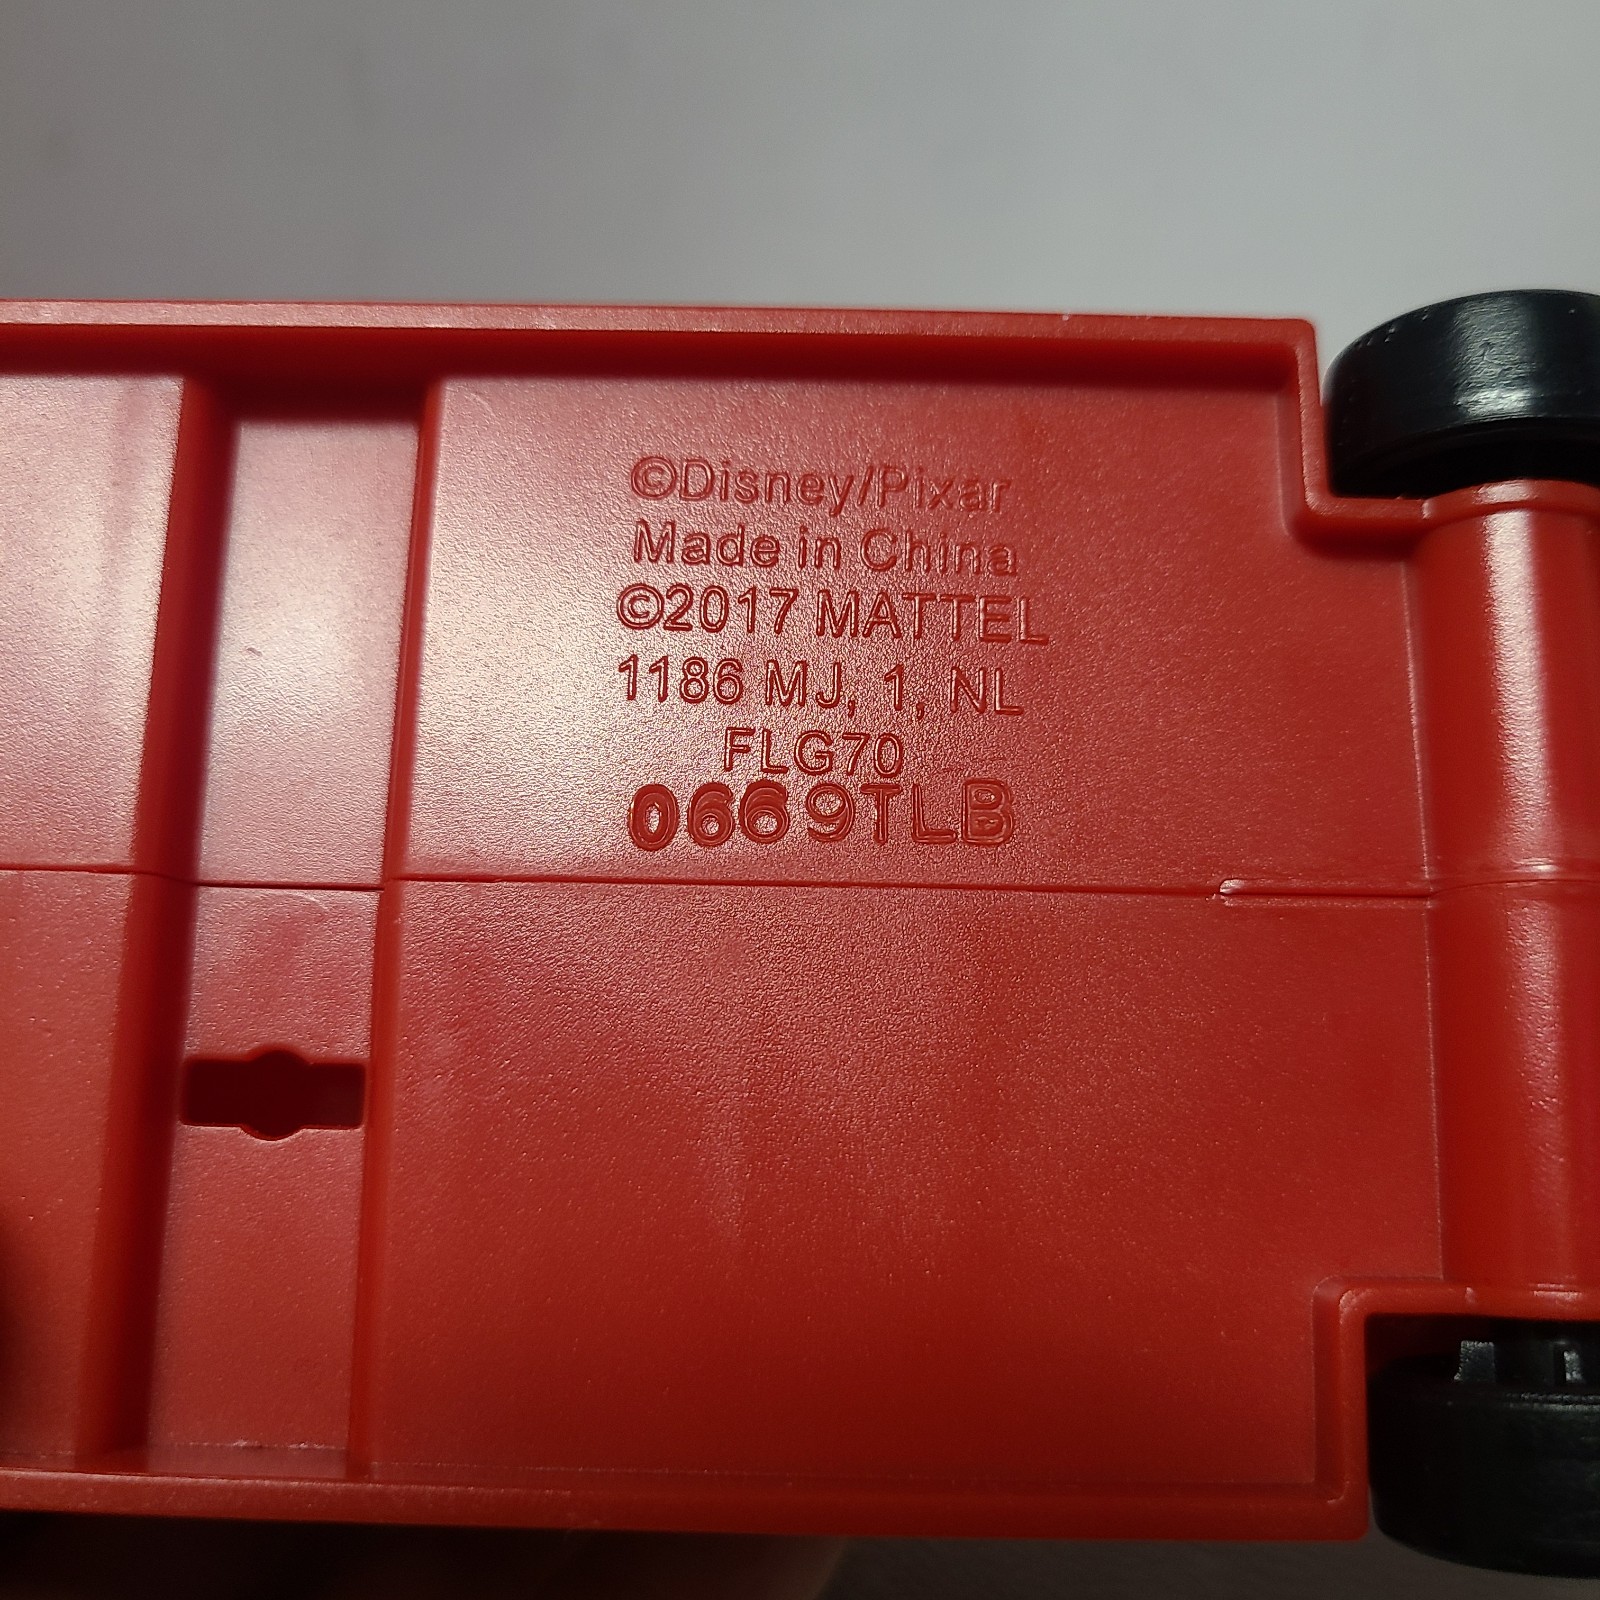 ©Disney/Pixar
Made in China
©2017 MATTEL
1186 MJ, 1, NL
FLG70
0669TLB